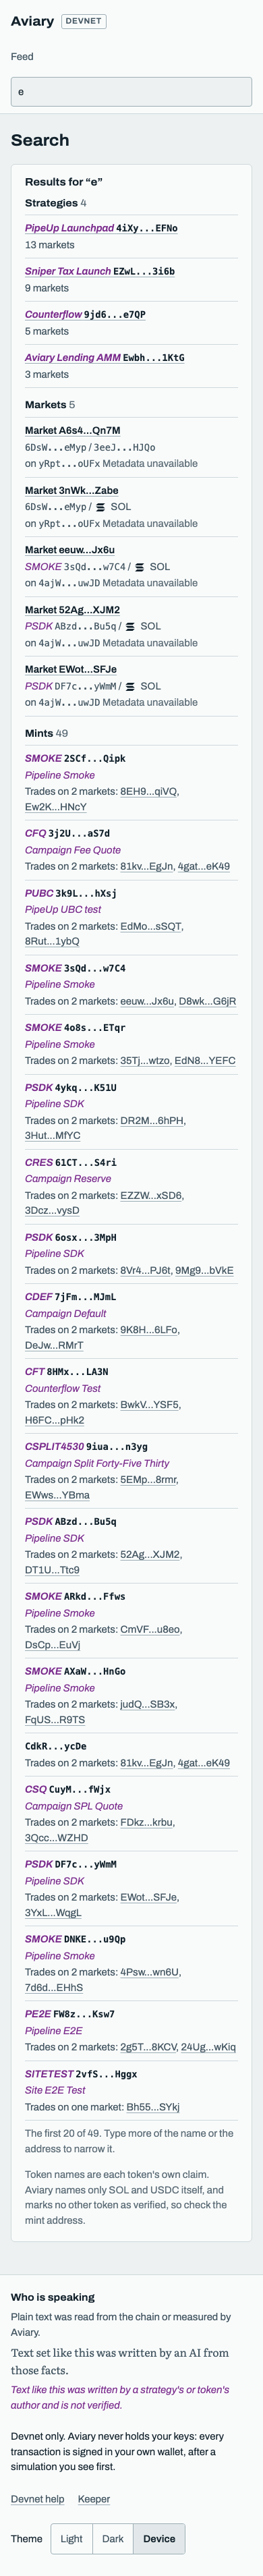 Aviary DEVNET
Feed
e
Search
Results for “e”
Strategies 4
PipeUp Launchpad 4iXy...EFNo
13 markets
Sniper Tax Launch EZwL...3i6b
9 markets
Counterflow 9jd6...e7QP
5 markets
Aviary Lending AMM Ewbh...1KtG
3 markets
Markets 5
Market A6s4…Qn7M
6DsW...eMyp / 3eeJ...HJQo
on yRpt...oUFx Metadata unavailable
Market 3nWk…Zabe
6DsW...eMyp / SOL
on yRpt...oUFx Metadata unavailable
Market eeuw…Jx6u
SMOKE 3sQd...w7C4 / SOL
on 4ajW...uwJD Metadata unavailable
Market 52Ag…XJM2
PSDK ABzd...Bu5q / SOL
on 4ajW...uwJD Metadata unavailable
Market EWot…SFJe
PSDK DF7c...yWmM / SOL
on 4ajW...uwJD Metadata unavailable
Mints 49
SMOKE 2SCf...Qipk
Pipeline Smoke
Trades on 2 markets: 8EH9…qiVQ,
Ew2K…HNcY
CFQ 3j2U...aS7d
Campaign Fee Quote
Trades on 2 markets: 81kv…EgJn, 4gat…eK49
PUBC 3k9L...hXsj
PipeUp UBC test
Trades on 2 markets: EdMo…sSQT,
8Rut…1ybQ
SMOKE 3sQd...w7C4
Pipeline Smoke
Trades on 2 markets: eeuw…Jx6u, D8wk…G6jR
SMOKE 4o8s...ETqr
Pipeline Smoke
Trades on 2 markets: 35Tj…wtzo, EdN8…YEFC
PSDK 4ykq...K51U
Pipeline SDK
Trades on 2 markets: DR2M…6hPH,
3Hut…MfYC
CRES 61CT...S4ri
Campaign Reserve
Trades on 2 markets: EZZW…xSD6,
3Dcz…vysD
PSDK 6osx...3MpH
Pipeline SDK
Trades on 2 markets: 8Vr4…PJ6t, 9Mg9…bVkE
CDEF 7jFm...MJmL
Campaign Default
Trades on 2 markets: 9K8H…6LFo,
DeJw…RMrT
CFT 8HMx...LA3N
Counterflow Test
Trades on 2 markets: BwkV…YSF5,
H6FC…pHk2
CSPLIT4530 9iua...n3yg
Campaign Split Forty-Five Thirty
Trades on 2 markets: 5EMp…8rmr,
EWws…YBma
PSDK ABzd...Bu5q
Pipeline SDK
Trades on 2 markets: 52Ag…XJM2,
DT1U…Ttc9
SMOKE ARkd...Ffws
Pipeline Smoke
Trades on 2 markets: CmVF…u8eo,
DsCp…EuVj
SMOKE AXaW...HnGo
Pipeline Smoke
Trades on 2 markets: judQ…SB3x,
FqUS…R9TS
CdkR...ycDe
Trades on 2 markets: 81kv…EgJn, 4gat…eK49
CSQ CuyM...fWjx
Campaign SPL Quote
Trades on 2 markets: FDkz…krbu,
3Qcc…WZHD
PSDK DF7c...yWmM
Pipeline SDK
Trades on 2 markets: EWot…SFJe,
3YxL…WqgL
SMOKE DNKE...u9Qp
Pipeline Smoke
Trades on 2 markets: 4Psw…wn6U,
7d6d…EHhS
PE2E FW8z...Ksw7
Pipeline E2E
Trades on 2 markets: 2g5T…8KCV, 24Ug…wKiq
SITETEST 2vfS...Hggx
Site E2E Test
Trades on one market: Bh55…SYkj
The first 20 of 49. Type more of the name or the
address to narrow it.
Token names are each token's own claim.
Aviary names only SOL and USDC itself, and
marks no other token as verified, so check the
mint address.
Who is speaking
Plain text was read from the chain or measured by
Aviary.
Text set like this was written by an AI from
those facts.
Text like this was written by a strategy's or token's
author and is not verified.
Devnet only. Aviary never holds your keys: every
transaction is signed in your own wallet, after a
simulation you see first.
Devnet help Keeper
Theme Light Dark Device